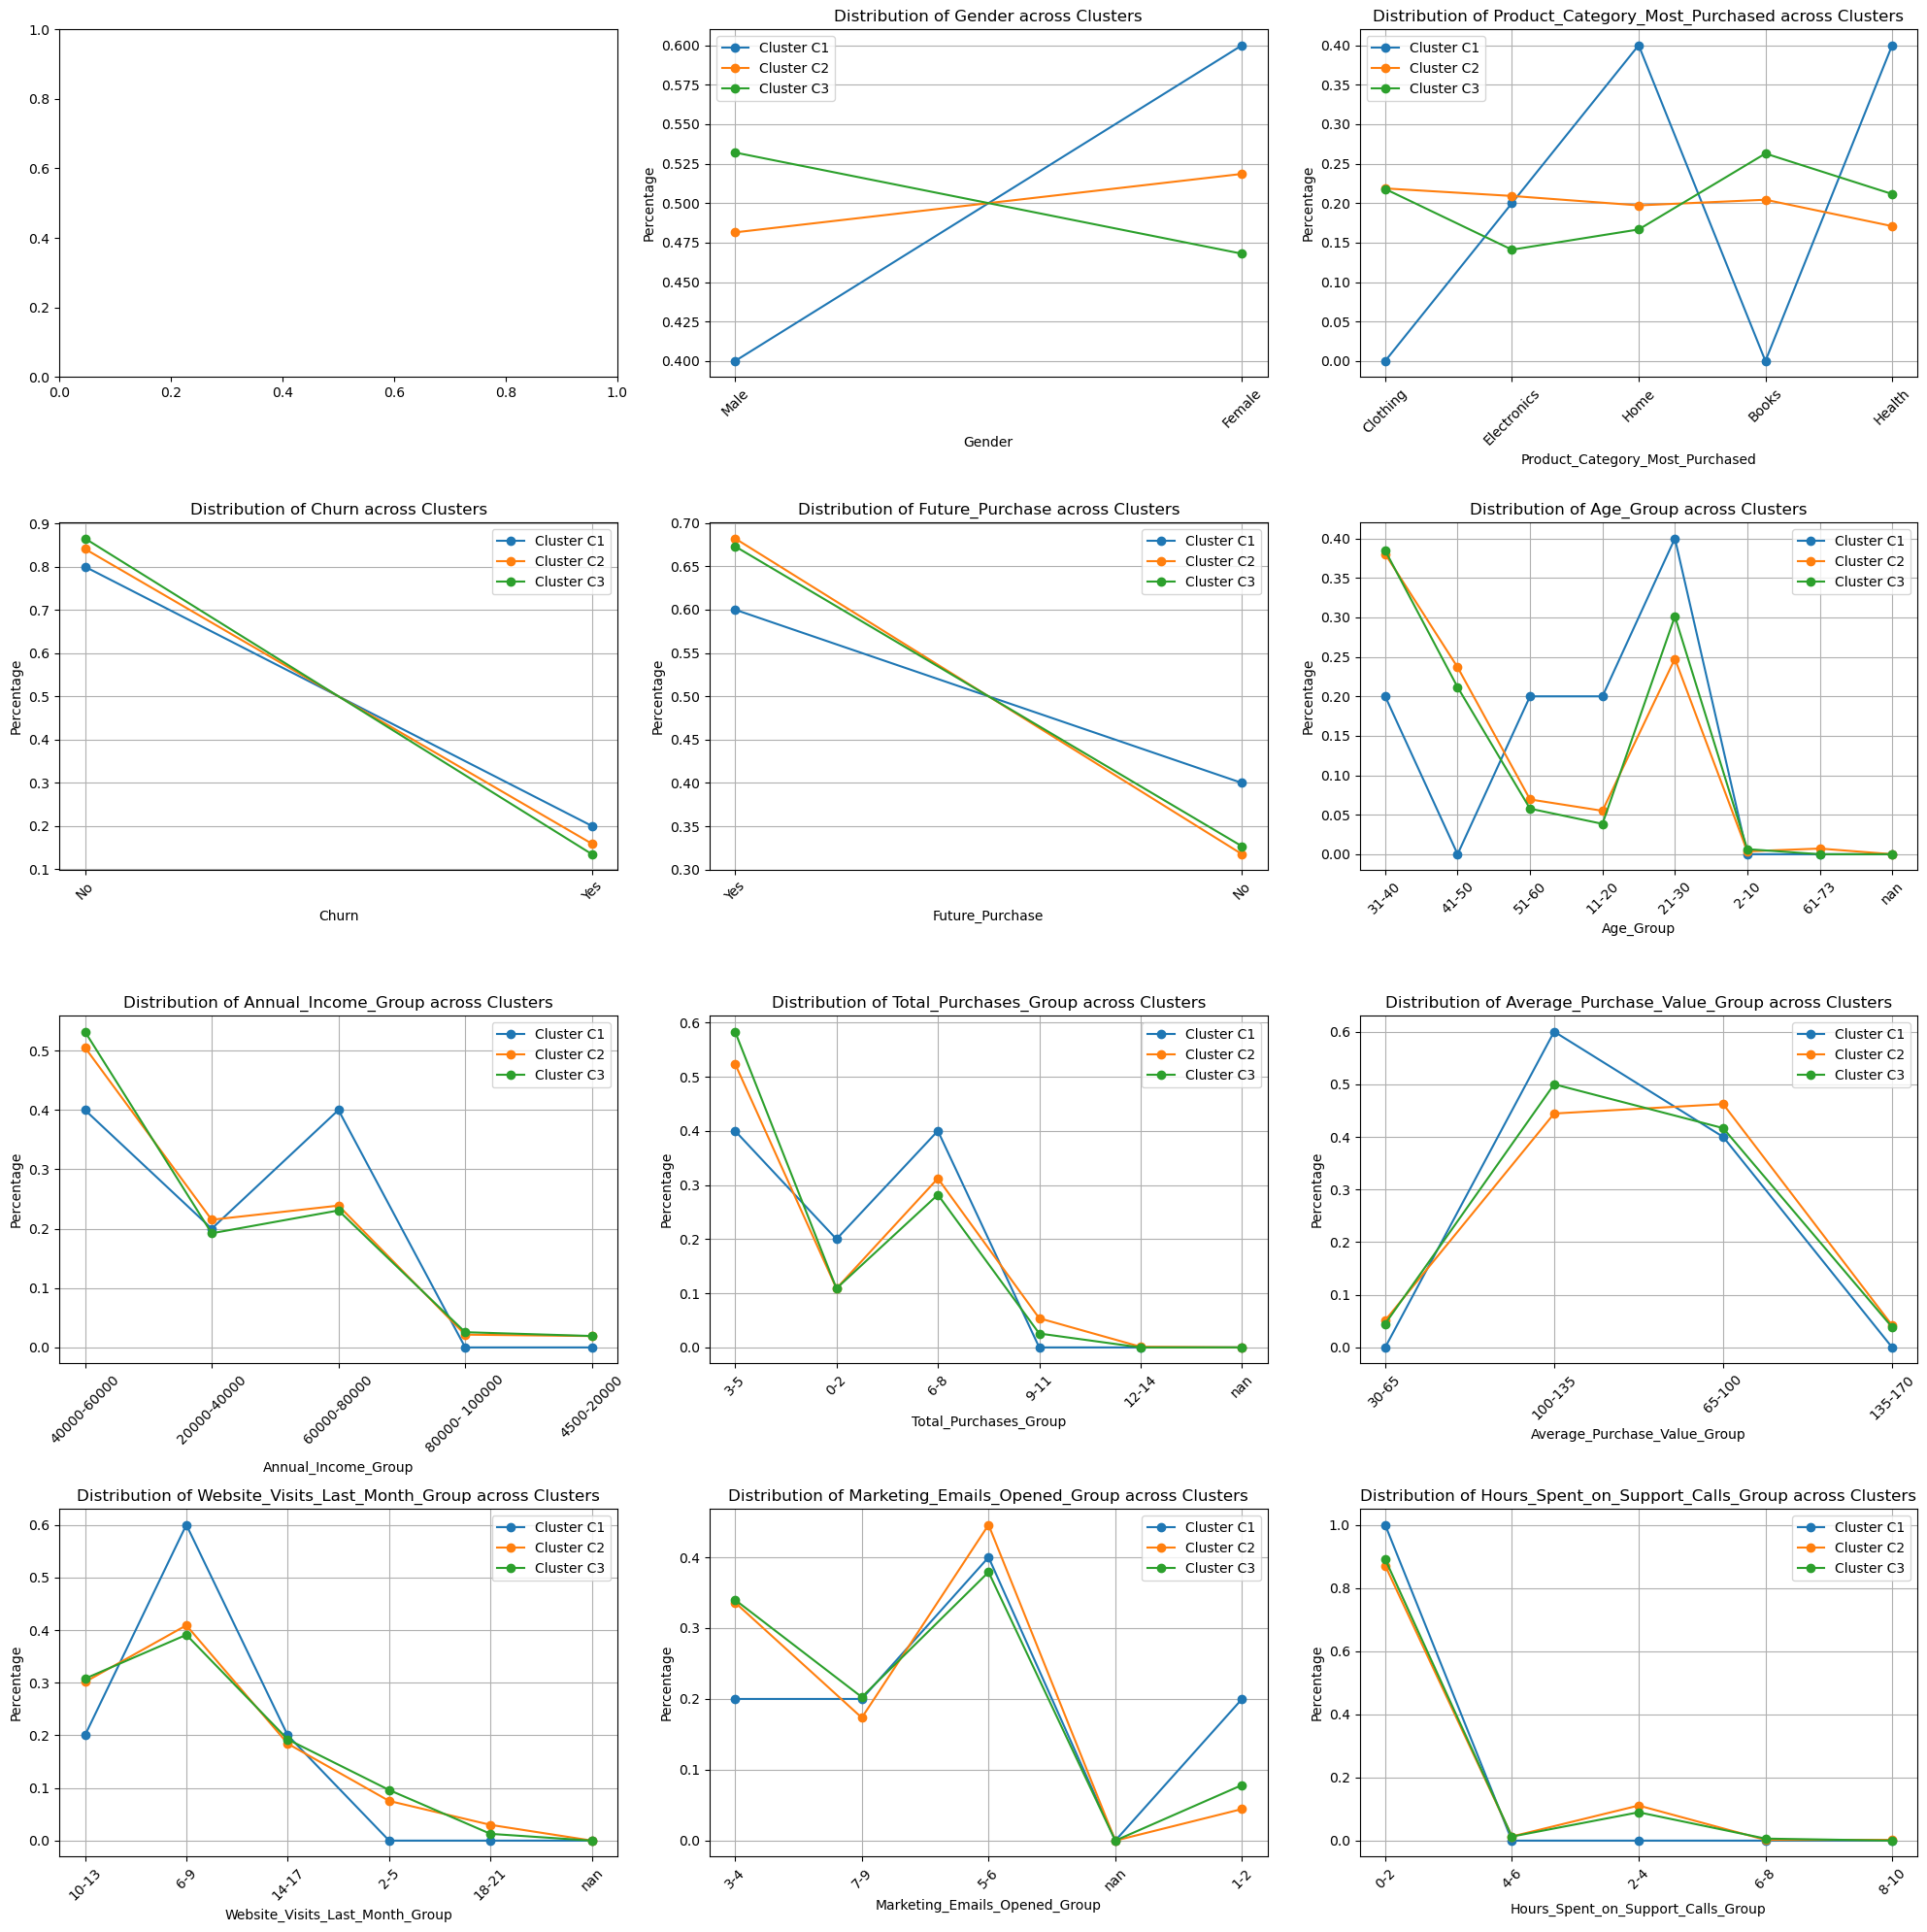 1.0
0.8
0.6
0.4
0.2
0.0
0.0 0.2 0.4 0.6 0.8 1.0
Distribution of Gender across Clusters
Cluster C1
Cluster C2
Cluster C3
Percentage
0.600
0.575
0.550
0.525
0.500
0.475
0.450
0.425
0.400
Male Female
Gender
Distribution of Product_Category_Most_Purchased across Clusters
Cluster C1
Cluster C2
Cluster C3
Percentage
0.40
0.35
0.30
0.25
0.20
0.15
0.10
0.05
0.00
Clothing Electronics Home Books Health
Product_Category_Most_Purchased
Distribution of Churn across Clusters
Cluster C1
Cluster C2
Cluster C3
Percentage
0.9
0.8
0.7
0.6
0.5
0.4
0.3
0.2
0.1
No Yes
Churn
Distribution of Future_Purchase across Clusters
Cluster C1
Cluster C2
Cluster C3
Percentage
0.70
0.65
0.60
0.55
0.50
0.45
0.40
0.35
0.30
Yes No
Future_Purchase
Distribution of Age_Group across Clusters
Cluster C1
Cluster C2
Cluster C3
Percentage
0.40
0.35
0.30
0.25
0.20
0.15
0.10
0.05
0.00
31-40 41-50 51-60 11-20 21-30 2-10 61-73 nan
Age_Group
Distribution of Annual_Income_Group across Clusters
Cluster C1
Cluster C2
Cluster C3
Percentage
0.5
0.4
0.3
0.2
0.1
0.0
40000-60000 20000-40000 60000-80000 80000- 100000 4500-20000
Annual_Income_Group
Distribution of Total_Purchases_Group across Clusters
Cluster C1
Cluster C2
Cluster C3
Percentage
0.6
0.5
0.4
0.3
0.2
0.1
0.0
3-5 0-2 6-8 9-11 12-14 nan
Total_Purchases_Group
Distribution of Average_Purchase_Value_Group across Clusters
Cluster C1
Cluster C2
Cluster C3
Percentage
0.6
0.5
0.4
0.3
0.2
0.1
0.0
30-65 100-135 65-100 135-170
Average_Purchase_Value_Group
Distribution of Website_Visits_Last_Month_Group across Clusters
Cluster C1
Cluster C2
Cluster C3
Percentage
0.6
0.5
0.4
0.3
0.2
0.1
0.0
10-13 6-9 14-17 2-5 18-21 nan
Website_Visits_Last_Month_Group
Distribution of Marketing_Emails_Opened_Group across Clusters
Cluster C1
Cluster C2
Cluster C3
Percentage
0.4
0.3
0.2
0.1
0.0
3-4 7-9 5-6 nan 1-2
Marketing_Emails_Opened_Group
Distribution of Hours_Spent_on_Support_Calls_Group across Clusters
Cluster C1
Cluster C2
Cluster C3
Percentage
1.0
0.8
0.6
0.4
0.2
0.0
0-2 4-6 2-4 6-8 8-10
Hours_Spent_on_Support_Calls_Group